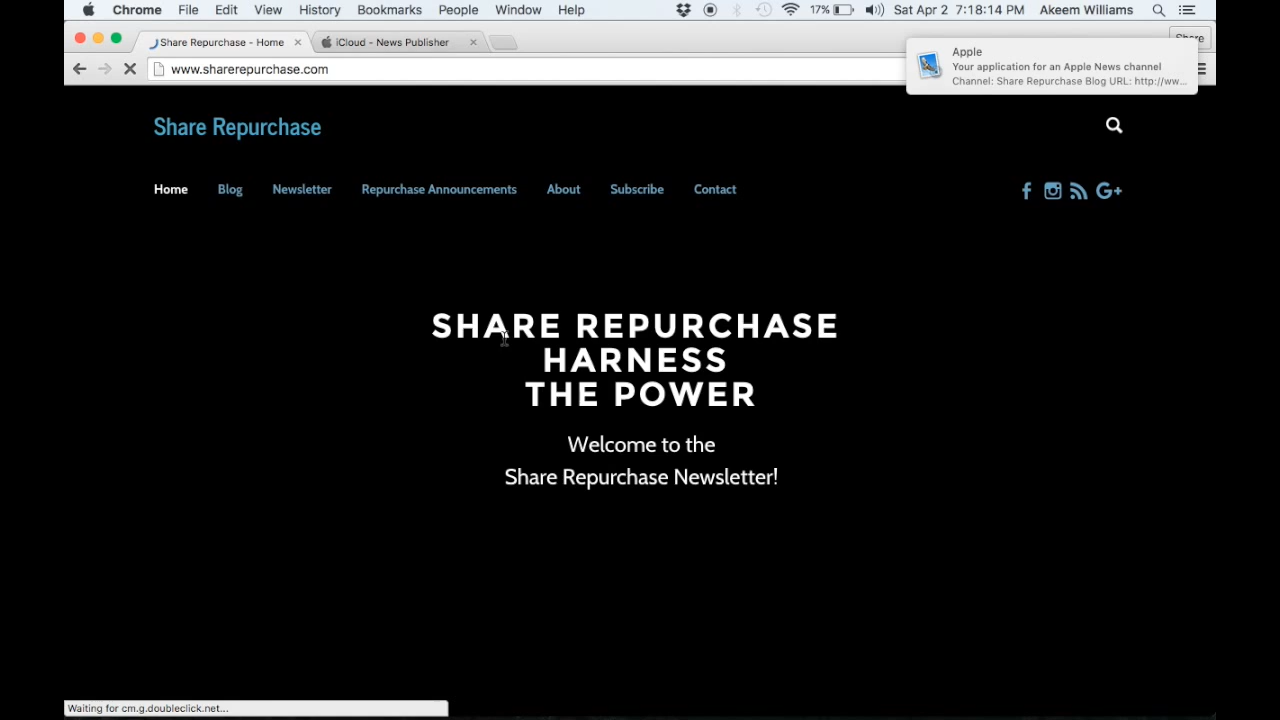 Chrome File Edit View History Bookmarks People Window Help 17% Sat Apr 2 7:18:14 PM Akeem Williams
Share Repurchase - Home iCloud - News Publisher Share
www.sharerepurchase.com
Apple
Your application for an Apple News channel
Channel: Share Repurchase Blog URL: http://ww...
Share Repurchase
Home Blog Newsletter Repurchase Announcements About Subscribe Contact
SHARE REPURCHASE
HARNESS
THE POWER
Welcome to the
Share Repurchase Newsletter!
Waiting for cm.g.doubleclick.net...